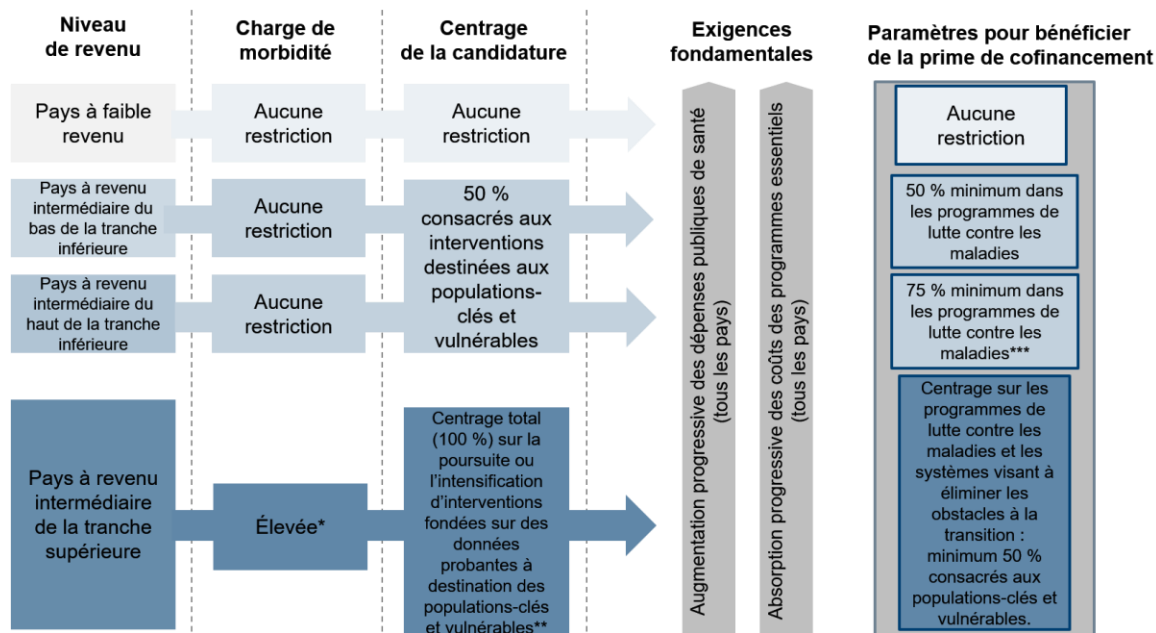 Niveau
de revenu
Charge de
morbidité
Centrage
de la candidature
Exigences
fondamentales
Paramètres pour bénéficier
de la prime de cofinancement
Pays à faible
revenu
Aucune
restriction
Aucune
restriction
Aucune
restriction
Pays à revenu
intermédiaire du
bas de la tranche
inférieure
Aucune
restriction
50 %
consacrés aux
interventions
destinées aux
populations-
clés et
vulnérables
50 % minimum dans
les programmes de
lutte contre les
maladies
Pays à revenu
intermédiaire du
haut de la tranche
inférieure
Aucune
restriction
75 % minimum dans
les programmes de
lutte contre les
maladies***
Pays à revenu
intermédiaire
de la tranche
supérieure
Élevée*
Centrage total
(100 %) sur la
poursuite ou
l'intensification
d'interventions
fondées sur des
données
probantes à
destination des
populations-clés
et vulnérables**
Augmentation progressive des dépenses publiques de santé
(tous les pays)
Absorption progressive des coûts des programmes essentiels
(tous les pays)
Centrage sur les
programmes de
lutte contre les
maladies et les
systèmes visant à
éliminer les
obstacles à la
transition :
minimum 50 %
consacrés aux
populations-clés et
vulnérables.